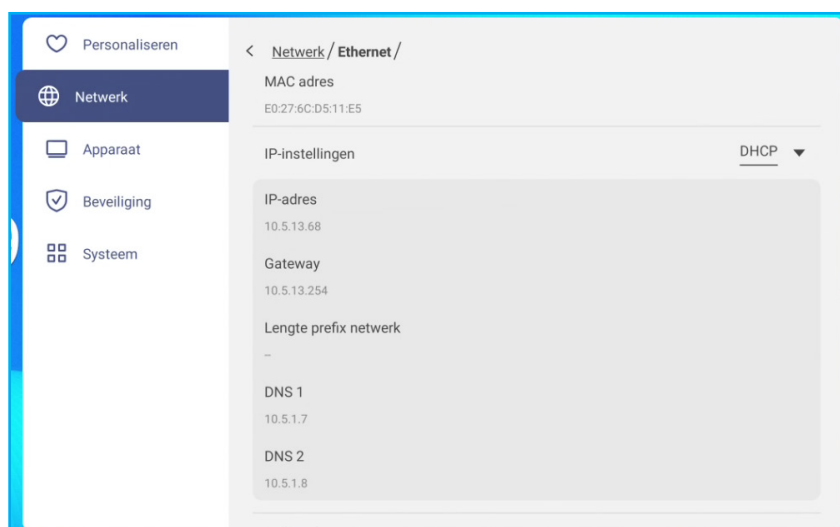 Personaliseren
Netwerk
Apparaat
Beveiliging
Systeem
Netwerk/Ethernet/
MAC adres
E0:27:6C:D5:11:E5
IP-instellingen DHCP
IP-adres
10.5.13.68
Gateway
10.5.13.254
Lengte prefix netwerk
–
DNS 1
10.5.1.7
DNS 2
10.5.1.8